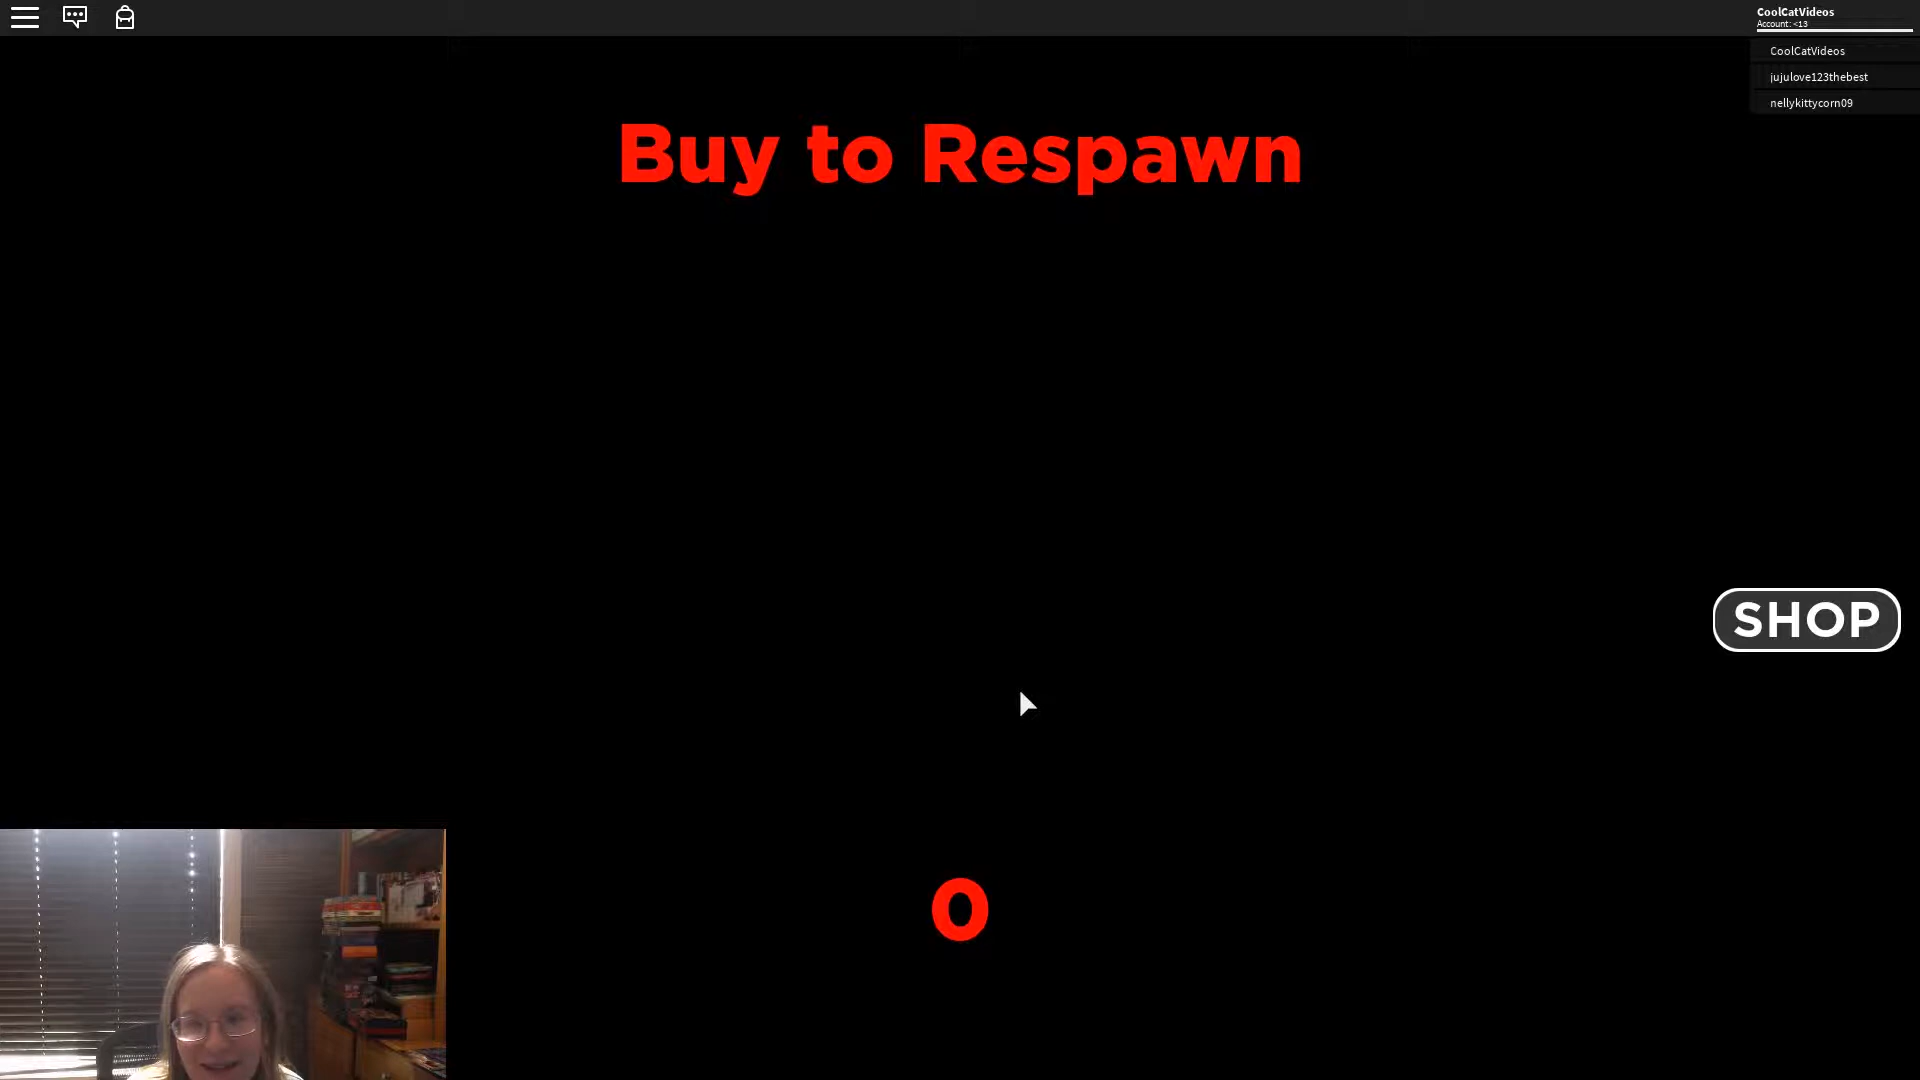 CoolCatVideos
Account: <13
CoolCatVideos
jujulove123thebest
nellykittycorn09
Buy to Respawn
SHOP
0